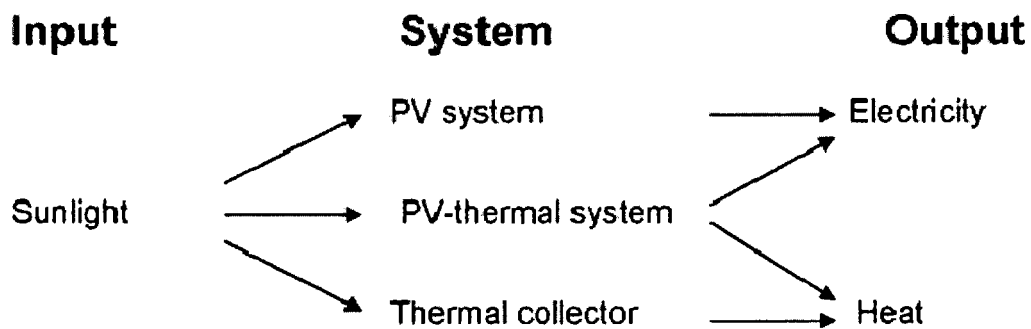 Input System Output
PV system Electricity
Sunlight PV-thermal system
Thermal collector Heat